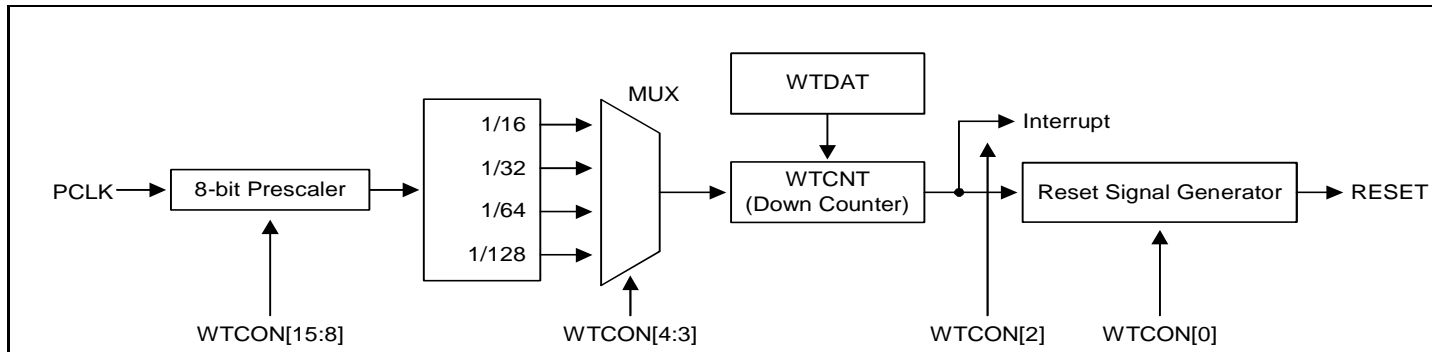 MUX
WTDAT
1/16
Interrupt
1/32
PCLK
8-bit Prescaler
WTCNT
(Down Counter)
Reset Signal Generator
RESET
1/64
1/128
WTCON[15:8]
WTCON[4:3]
WTCON[2]
WTCON[0]